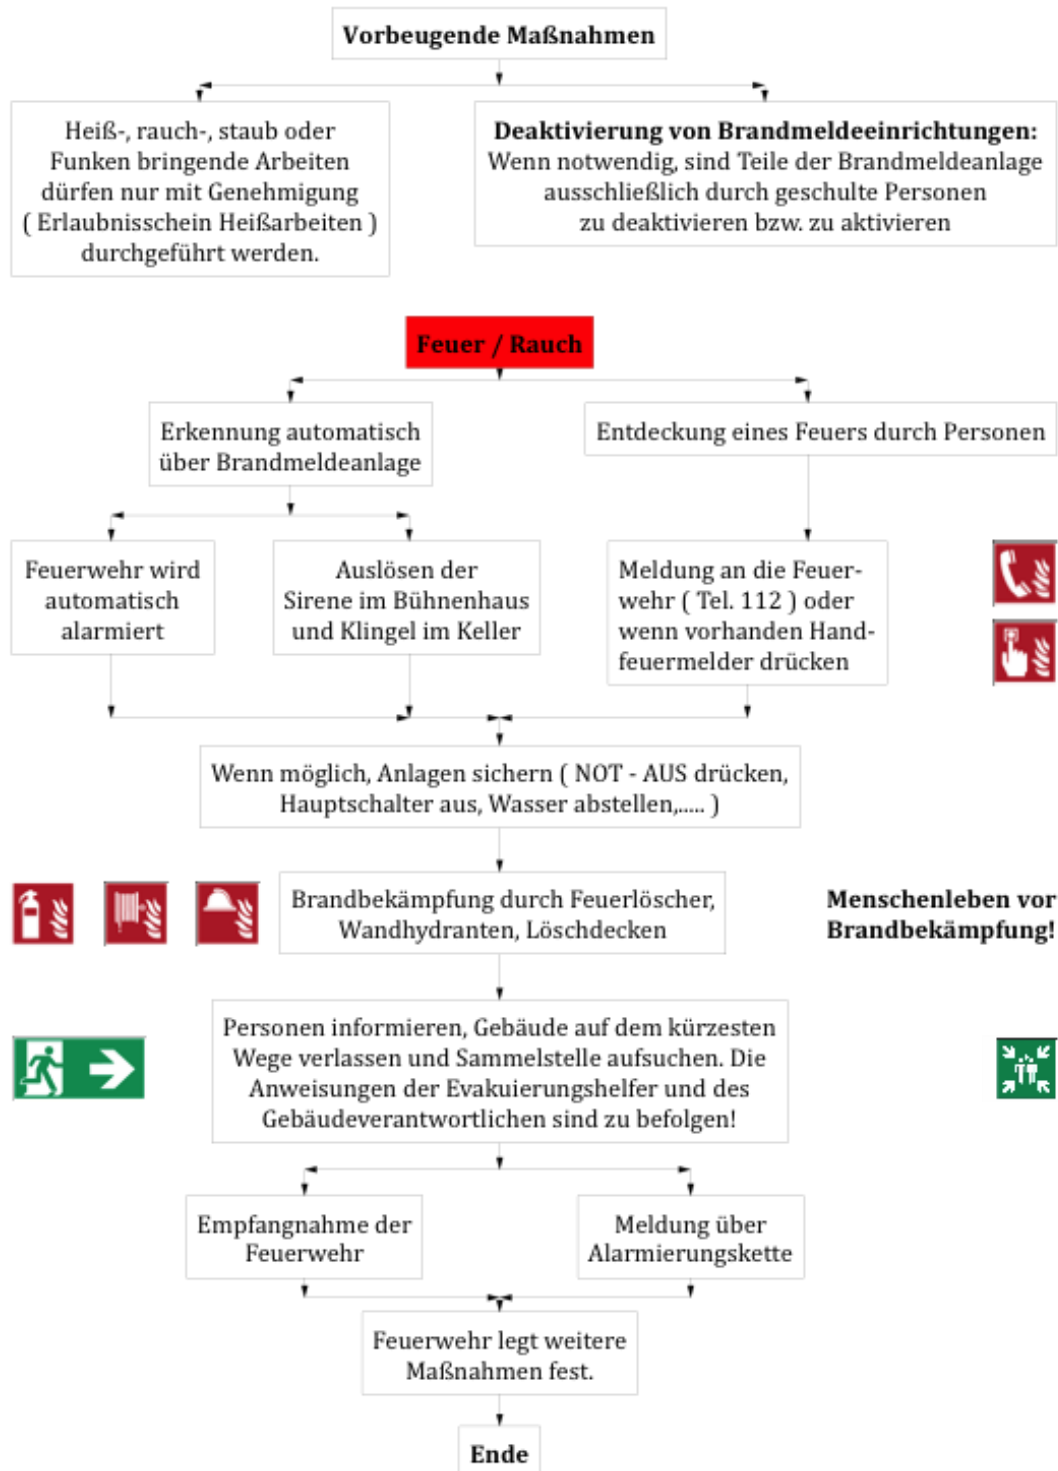 Vorbeugende Maßnahmen
Heiß-, rauch-, staub oder
Funken bringende Arbeiten
dürfen nur mit Genehmigung
( Erlaubnisschein Heißarbeiten )
durchgeführt werden.
Deaktivierung von Brandmeldeeinrichtungen:
Wenn notwendig, sind Teile der Brandmeldeanlage
ausschließlich durch geschulte Personen
zu deaktivieren bzw. zu aktivieren
Feuer / Rauch
Erkennung automatisch
über Brandmeldeanlage
Entdeckung eines Feuers durch Personen
Feuerwehr wird
automatisch
alarmiert
Auslösen der
Sirene im Bühnenhaus
und Klingel im Keller
Meldung an die Feuer-
wehr ( Tel. 112 ) oder
wenn vorhanden Hand-
feuermelder drücken
Wenn möglich, Anlagen sichern ( NOT - AUS drücken,
Hauptschalter aus, Wasser abstellen,..... )
Brandbekämpfung durch Feuerlöscher,
Wandhydranten, Löschdecken
Menschenleben vor
Brandbekämpfung!
Personen informieren, Gebäude auf dem kürzesten
Wege verlassen und Sammelstelle aufsuchen. Die
Anweisungen der Evakuierungshelfer und des
Gebäudeverantwortlichen sind zu befolgen!
Empfangnahme der
Feuerwehr
Meldung über
Alarmierungskette
Feuerwehr legt weitere
Maßnahmen fest.
Ende